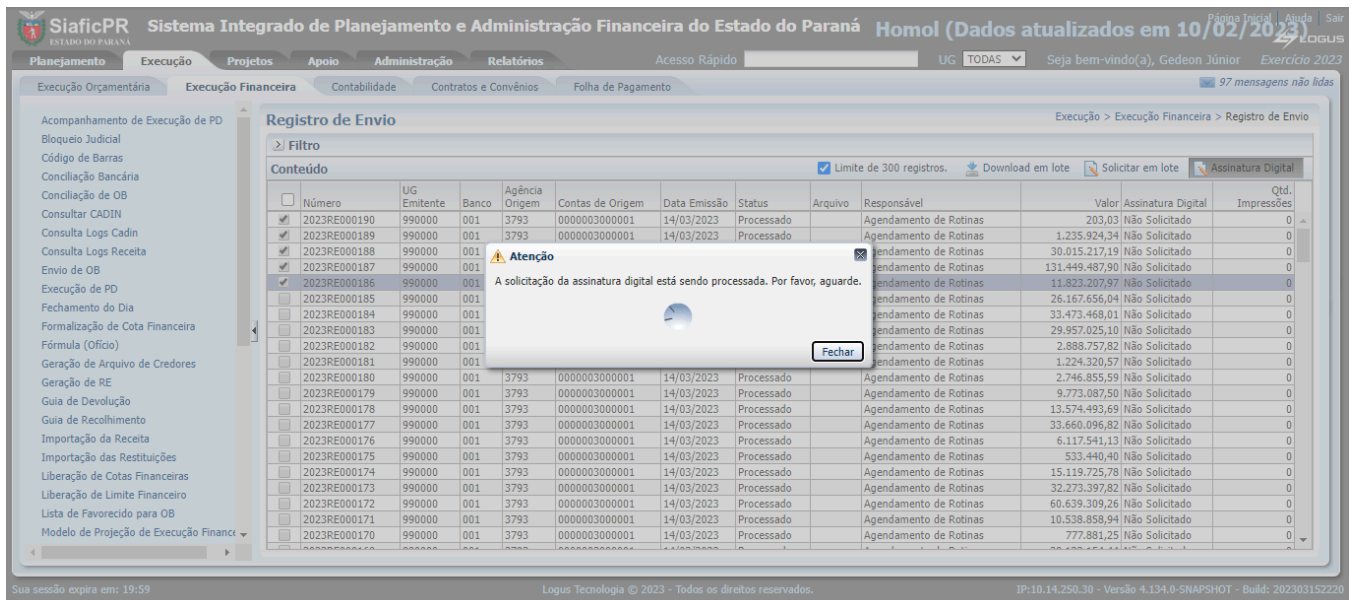 SiaficPR Sistema Integrado de Planejamento e Administração Financeira do Estado do Paraná Homol (Dados atualizados em 10/02/2023)
ESTADO DO PARANÁ
Página Inicial | Ajuda | Sair
LOGUS
Planejamento Execução Projetos Apoio Administração Relatórios Acesso Rápido UG TODAS Seja bem-vindo(a), Gedeon Júnior Exercício 2023
Execução Orçamentária Execução Financeira Contabilidade Contratos e Convênios Folha de Pagamento 97 mensagens não lidas
Acompanhamento de Execução de PD
Bloqueio Judicial
Código de Barras
Conciliação Bancária
Conciliação de OB
Consultar CADIN
Consulta Logs Cadin
Consulta Logs Receita
Envio de OB
Execução de PD
Fechamento do Dia
Formalização de Cota Financeira
Fórmula (Ofício)
Geração de Arquivo de Credores
Geração de RE
Guia de Devolução
Guia de Recolhimento
Importação da Receita
Importação das Restituições
Liberação de Cotas Financeiras
Liberação de Limite Financeiro
Lista de Favorecido para OB
Modelo de Projeção de Execução Finance
Registro de Envio Execução > Execução Financeira > Registro de Envio
Filtro
Conteúdo Limite de 300 registros. Download em lote Solicitar em lote Assinatura Digital
Número UG Emitente Banco Agência Origem Contas de Origem Data Emissão Status Arquivo Responsável Valor Assinatura Digital Qtd. Impressões
2023RE000190 990000 001 3793 0000003000001 14/03/2023 Processado Agendamento de Rotinas 203,03 Não Solicitado 0
2023RE000189 990000 001 3793 0000003000001 14/03/2023 Processado Agendamento de Rotinas 1.235.924,34 Não Solicitado 0
2023RE000188 990000 001 gendamento de Rotinas 30.015.217,19 Não Solicitado 0
2023RE000187 990000 001 gendamento de Rotinas 131.449.487,90 Não Solicitado 0
2023RE000186 990000 001 gendamento de Rotinas 11.823.207,97 Não Solicitado 0
2023RE000185 990000 001 gendamento de Rotinas 26.167.656,04 Não Solicitado 0
2023RE000184 990000 001 gendamento de Rotinas 33.473.468,01 Não Solicitado 0
2023RE000183 990000 001 gendamento de Rotinas 29.957.025,10 Não Solicitado 0
2023RE000182 990000 001 gendamento de Rotinas 2.888.757,82 Não Solicitado 0
2023RE000181 990000 001 gendamento de Rotinas 1.224.320,57 Não Solicitado 0
2023RE000180 990000 001 3793 0000003000001 14/03/2023 Processado Agendamento de Rotinas 2.746.855,59 Não Solicitado 0
2023RE000179 990000 001 3793 0000003000001 14/03/2023 Processado Agendamento de Rotinas 9.773.087,50 Não Solicitado 0
2023RE000178 990000 001 3793 0000003000001 14/03/2023 Processado Agendamento de Rotinas 13.574.493,69 Não Solicitado 0
2023RE000177 990000 001 3793 0000003000001 14/03/2023 Processado Agendamento de Rotinas 33.660.096,82 Não Solicitado 0
2023RE000176 990000 001 3793 0000003000001 14/03/2023 Processado Agendamento de Rotinas 6.117.541,13 Não Solicitado 0
2023RE000175 990000 001 3793 0000003000001 14/03/2023 Processado Agendamento de Rotinas 533.440,40 Não Solicitado 0
2023RE000174 990000 001 3793 0000003000001 14/03/2023 Processado Agendamento de Rotinas 15.119.725,78 Não Solicitado 0
2023RE000173 990000 001 3793 0000003000001 14/03/2023 Processado Agendamento de Rotinas 32.273.397,82 Não Solicitado 0
2023RE000172 990000 001 3793 0000003000001 14/03/2023 Processado Agendamento de Rotinas 60.639.309,26 Não Solicitado 0
2023RE000171 990000 001 3793 0000003000001 14/03/2023 Processado Agendamento de Rotinas 10.538.858,94 Não Solicitado 0
2023RE000170 990000 001 3793 0000003000001 14/03/2023 Processado Agendamento de Rotinas 777.881,25 Não Solicitado 0
Atenção
A solicitação da assinatura digital está sendo processada. Por favor, aguarde.
Fechar
Sua sessão expira em: 19:59 Logus Tecnologia © 2023 - Todos os direitos reservados. IP:10.14.250.30 - Versão 4.134.0-SNAPSHOT - Build: 202303152220